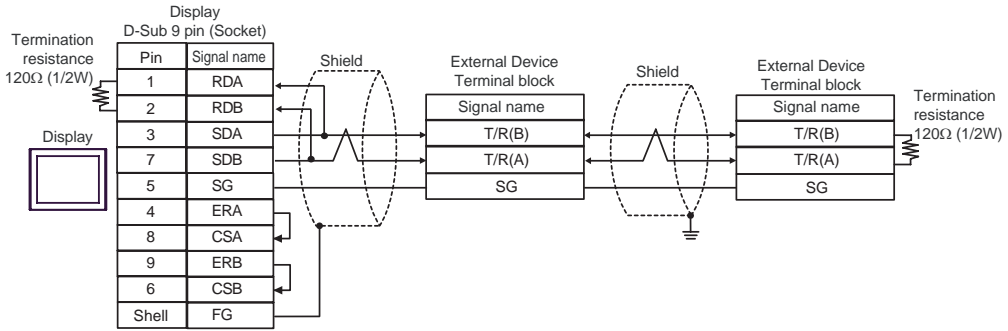 Display
D-Sub 9 pin (Socket)
Termination
resistance
120Ω (1/2W)
Pin Signal name
1 RDA
2 RDB
3 SDA
7 SDB
5 SG
4 ERA
8 CSA
9 ERB
6 CSB
Shell FG
Display
Shield
External Device
Terminal block
Signal name
T/R(B)
T/R(A)
SG
Shield
External Device
Terminal block
Signal name
T/R(B)
T/R(A)
SG
Termination
resistance
120Ω (1/2W)